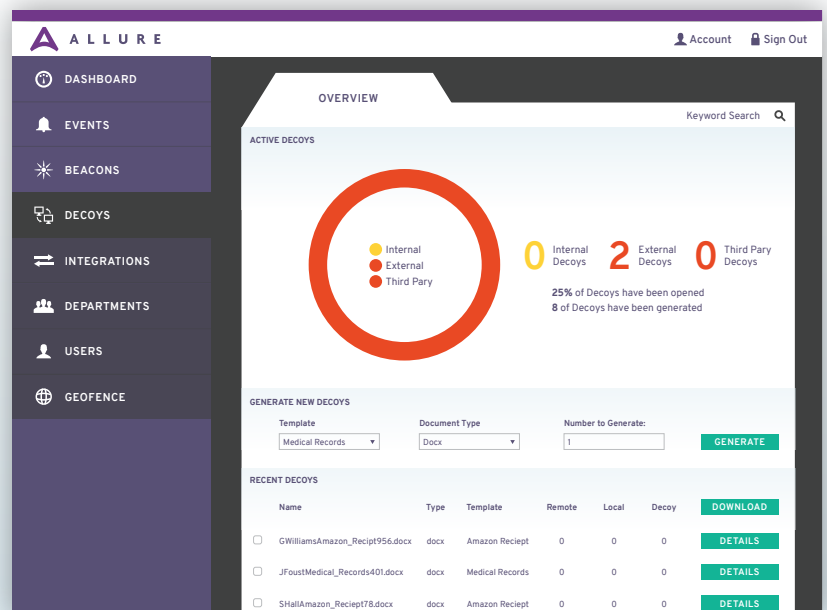 ALLURE
Account
Sign Out
DASHBOARD
EVENTS
BEACONS
DECOYS
INTEGRATIONS
DEPARTMENTS
USERS
GEOFENCE
OVERVIEW
Keyword Search
ACTIVE DECOYS
Internal
External
Third Pary
0 Internal Decoys
2 External Decoys
0 Third Pary Decoys
25% of Decoys have been opened
8 of Decoys have been generated
GENERATE NEW DECOYS
Template Document Type Number to Generate:
Medical Records Docx 1 GENERATE
RECENT DECOYS
Name Type Template Remote Local Decoy DOWNLOAD
GWilliamsAmazon_Recipt956.docx docx Amazon Reciept 0 0 0 DETAILS
JFoustMedical_Records401.docx docx Medical Records 0 0 0 DETAILS
SHallAmazon_Reciept78.docx docx Amazon Reciept 0 0 0 DETAILS